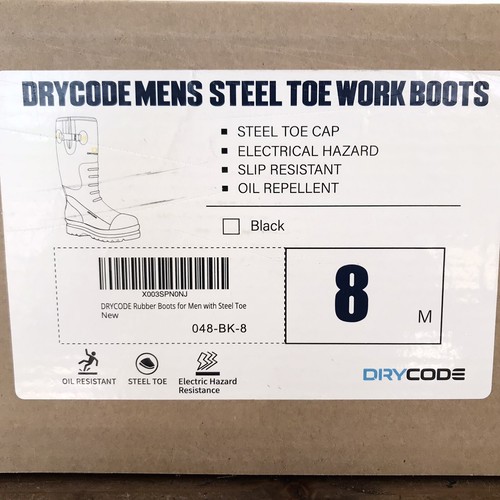 DRYCODE MENS STEEL TOE WORK BOOTS
▪ STEEL TOE CAP
▪ ELECTRICAL HAZARD
▪ SLIP RESISTANT
▪ OIL REPELLENT
☐ Black
X003SPN0NJ
DRYCODE Rubber Boots for Men with Steel Toe
New
048-BK-8
8
M
OIL RESISTANT
STEEL TOE
Electric Hazard
Resistance
DRYCODE